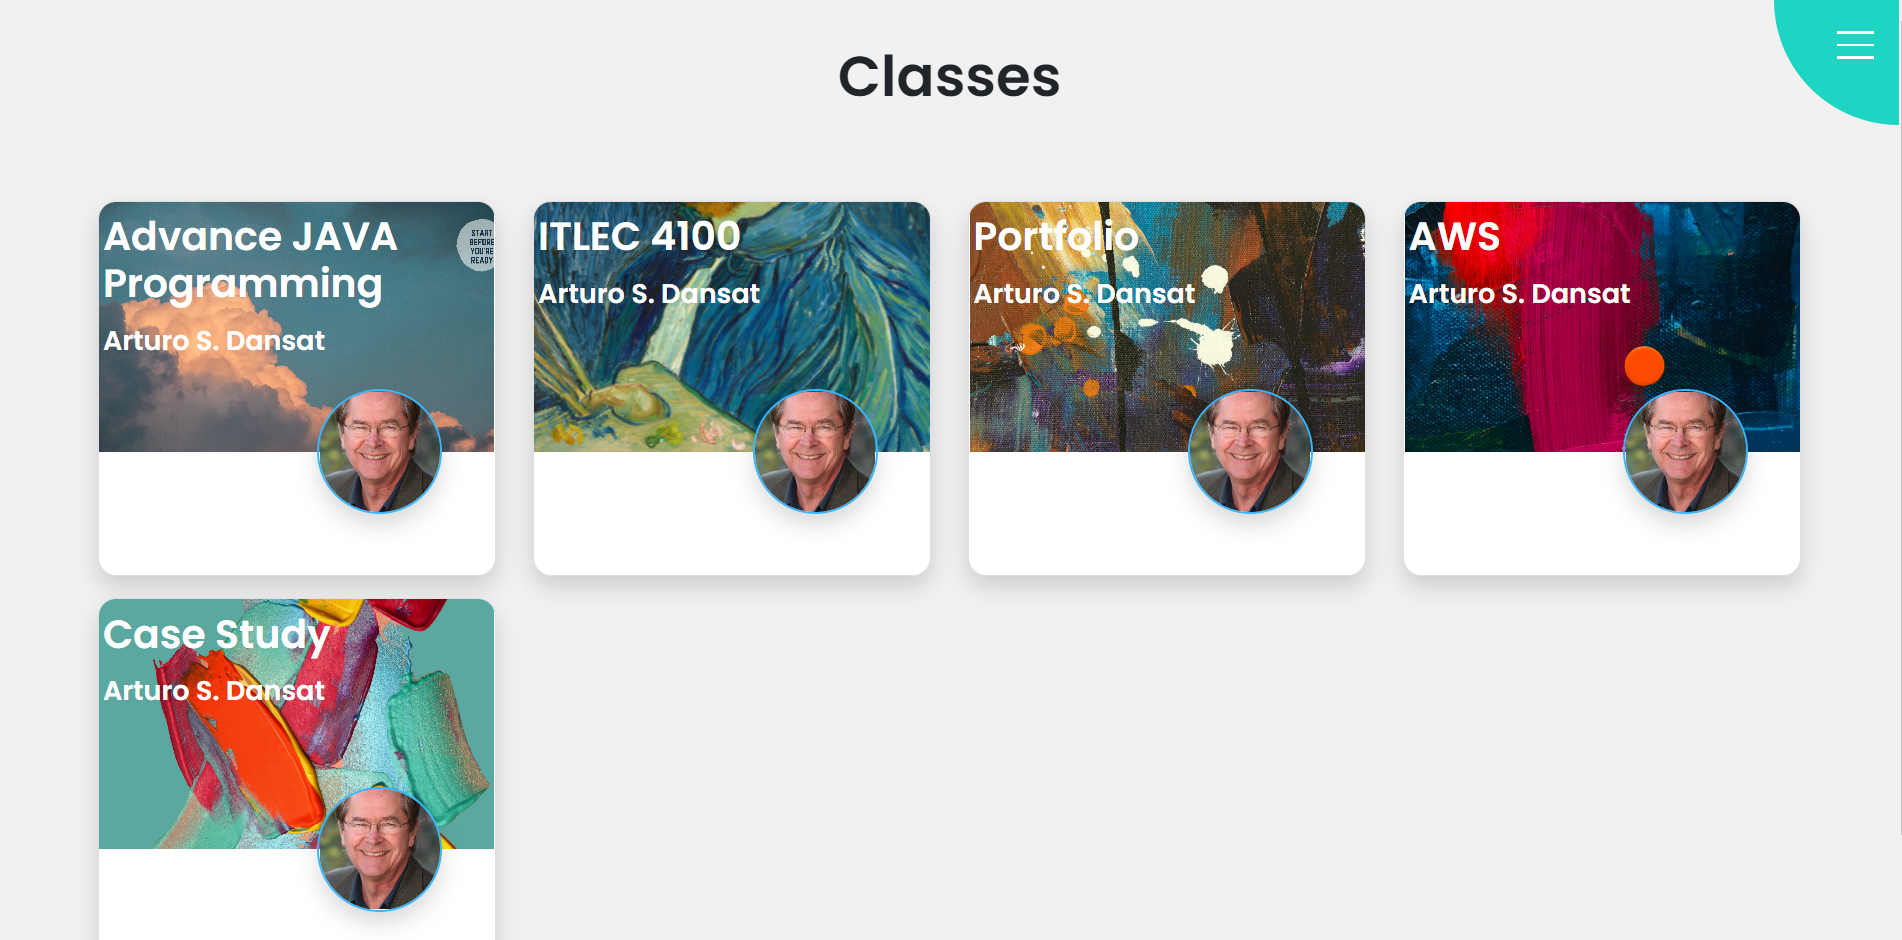 Classes
Advance JAVA
Programming
Arturo S. Dansat
START
BEFORE
YOU'RE
READY
ITLEC 4100
Arturo S. Dansat
Portfolio
Arturo S. Dansat
AWS
Arturo S. Dansat
Case Study
Arturo S. Dansat